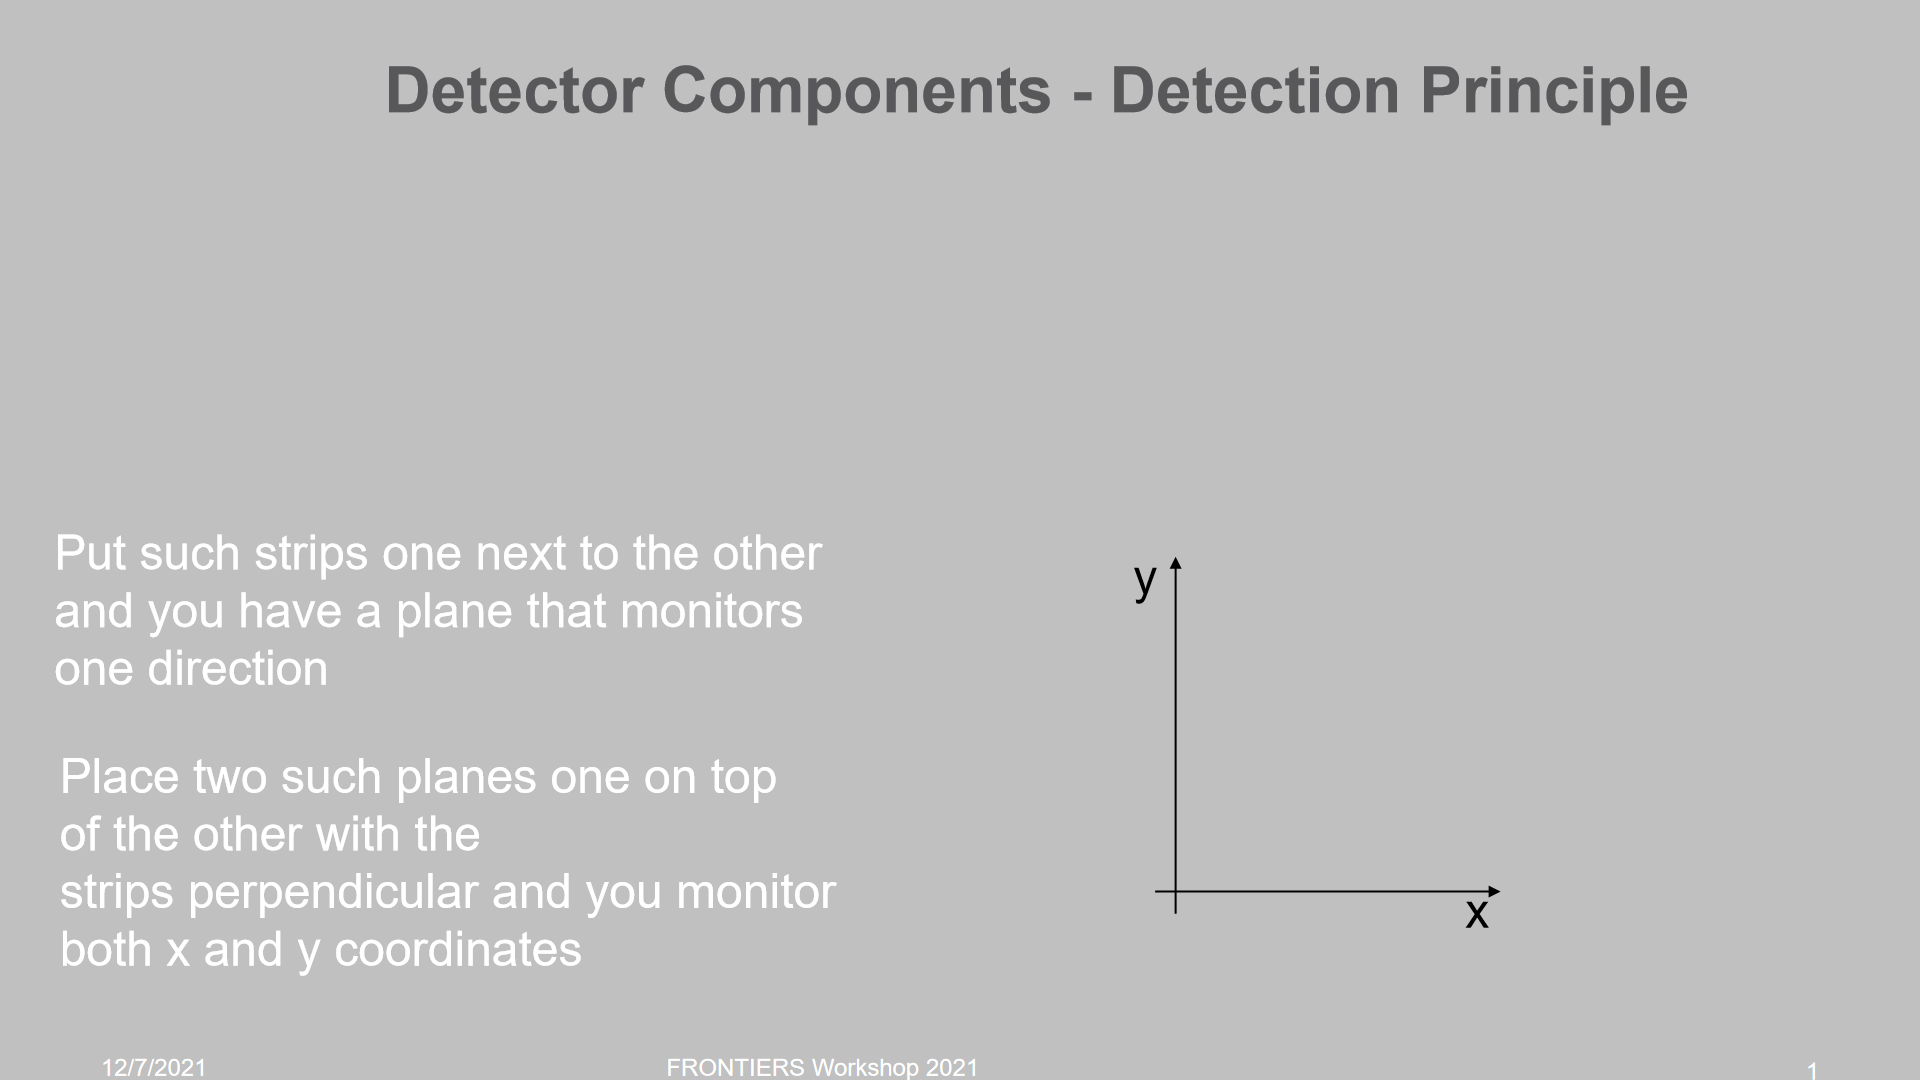 Detector Components - Detection Principle
Put such strips one next to the other
and you have a plane that monitors
one direction
Place two such planes one on top
of the other with the
strips perpendicular and you monitor
both x and y coordinates
y
x
12/7/2021
FRONTIERS Workshop 2021
1